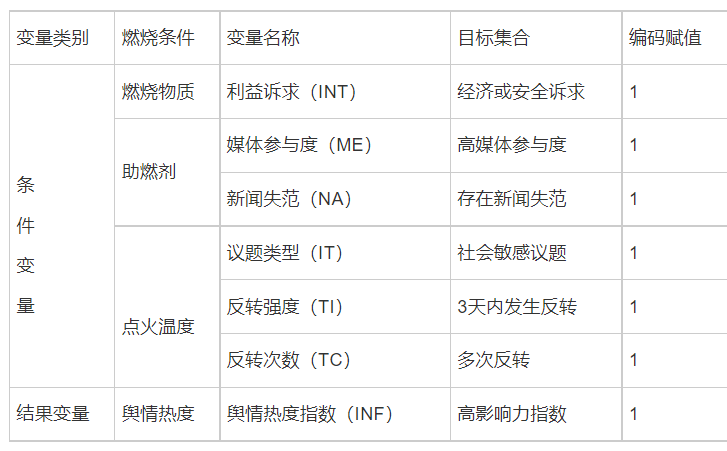 变量类别 燃烧条件 变量名称 目标集合 编码赋值
条件变量 燃烧物质 利益诉求（INT） 经济或安全诉求 1
助燃剂 媒体参与度（ME） 高媒体参与度 1
新闻失范（NA） 存在新闻失范 1
点火温度 议题类型（IT） 社会敏感议题 1
反转强度（TI） 3天内发生反转 1
反转次数（TC） 多次反转 1
结果变量 舆情热度 舆情热度指数（INF） 高影响力指数 1